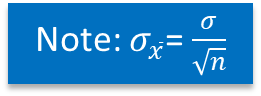 Note: σ_x̄ = σ/√n